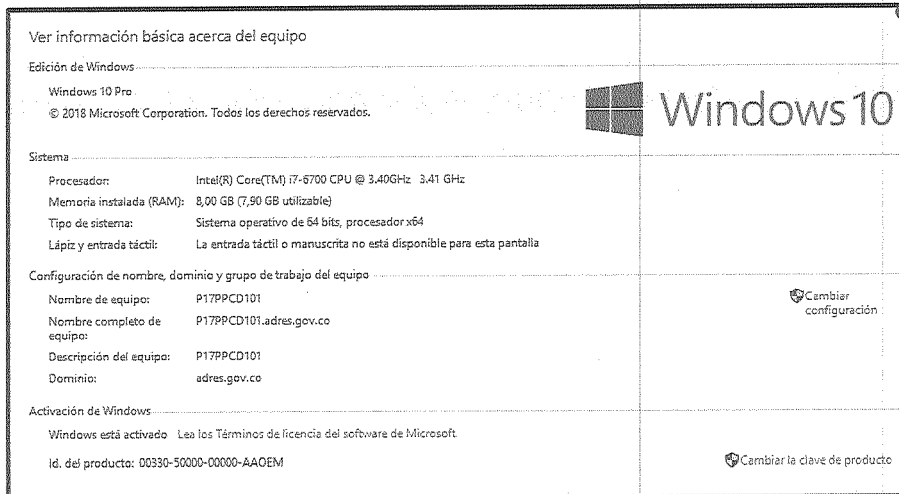 Ver información básica acerca del equipo
Edición de Windows
Windows 10 Pro
© 2018 Microsoft Corporation. Todos los derechos reservados.
Windows 10
Sistema
Procesador: Intel(R) Core(TM) i7-6700 CPU @ 3.40GHz 3.41 GHz
Memoria instalada (RAM): 8,00 GB (7,90 GB utilizable)
Tipo de sistema: Sistema operativo de 64 bits, procesador x64
Lápiz y entrada táctil: La entrada táctil o manuscrita no está disponible para esta pantalla
Configuración de nombre, dominio y grupo de trabajo del equipo
Nombre de equipo: P17PPCD101
Cambiar
configuración
Nombre completo de P17PPCD101.adres.gov.co
equipo:
Descripción del equipo: P17PPCD101
Dominio: adres.gov.co
Activación de Windows
Windows está activado Lea los Términos de licencia del software de Microsoft
Id. del producto: 00330-50000-00000-AAOEM
Cambiar la clave de producto